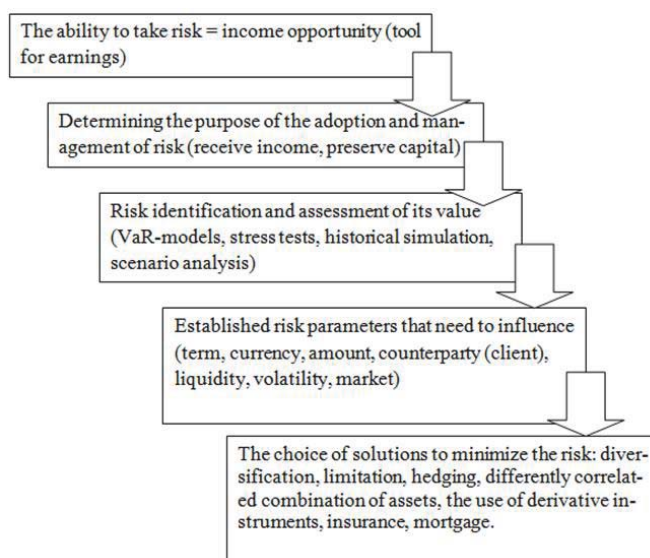 The ability to take risk = income opportunity (tool
for earnings)
Determining the purpose of the adoption and man-
agement of risk (receive income, preserve capital)
Risk identification and assessment of its value
(VaR-models, stress tests, historical simulation,
scenario analysis)
Established risk parameters that need to influence
(term, currency, amount, counterparty (client),
liquidity, volatility, market)
The choice of solutions to minimize the risk: diver-
sification, limitation, hedging, differently correlat-
ed combination of assets, the use of derivative in-
struments, insurance, mortgage.